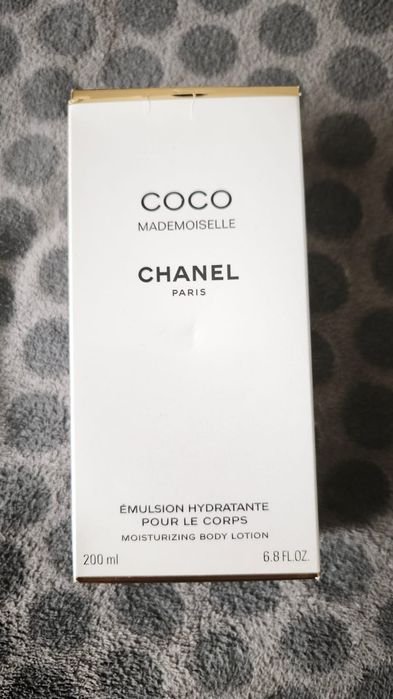 COCO
MADEMOISELLE
CHANEL
PARIS
ÉMULSION HYDRATANTE
POUR LE CORPS
MOISTURIZING BODY LOTION
200 ml 6.8 FL.OZ.